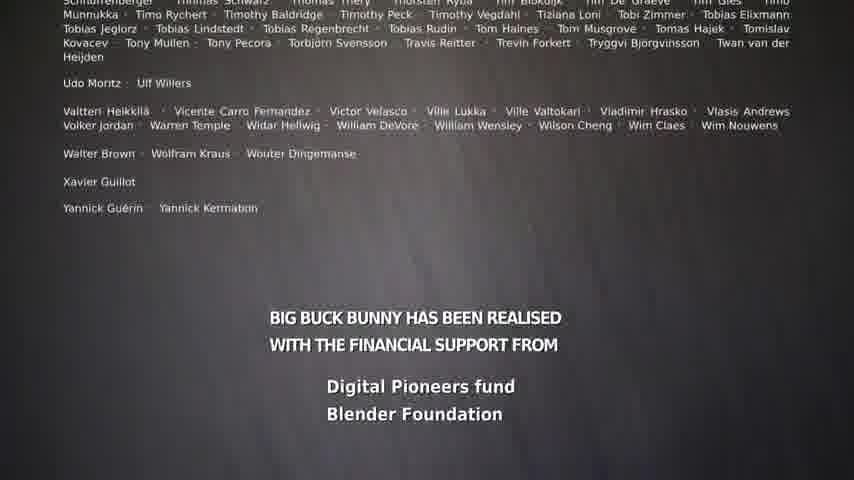 Schnurrenberger · Thomas Schwarz · Thomas Thery · Thorsten Ryba · Tim Blokdijk · Tim De Graeve · Tim Gies · Timo
Munnukka · Timo Rychert · Timothy Baldridge · Timothy Peck · Timothy Vegdahl · Tiziana Loni · Tobi Zimmer · Tobias Elixmann
Tobias Jeglorz · Tobias Lindstedt · Tobias Regenbrecht · Tobias Rudin · Tom Haines · Tom Musgrove · Tomas Hajek · Tomislav
Kovacev · Tony Mullen · Tony Pecora · Torbjörn Svensson · Travis Reitter · Trevin Forkert · Tryggvi Björgvinsson · Twan van der
Heijden
Udo Moritz · Ulf Willers
Valtteri Heikkilä · Vicente Carro Fernandez · Victor Velasco · Ville Lukka · Ville Valtokari · Vladimir Hrasko · Vlasis Andrews
Volker Jordan · Warren Temple · Widar Hellwig · William DeVore · William Wensley · Wilson Cheng · Wim Claes · Wim Nouwens
Walter Brown · Wolfram Kraus · Wouter Dingemanse
Xavier Guillot
Yannick Guérin · Yannick Kermabon
BIG BUCK BUNNY HAS BEEN REALISED
WITH THE FINANCIAL SUPPORT FROM
Digital Pioneers fund
Blender Foundation